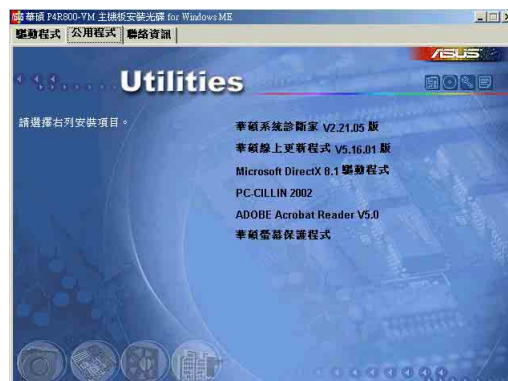 華碩 P4R800-VM 主機板安裝光碟 for Windows ME
驅動程式 公用程式 聯絡資訊
ASUS
Utilities
請選擇右列安裝項目。
華碩系統診斷家 V2.21.05 版
華碩線上更新程式 V5.16.01 版
Microsoft DirectX 8.1 驅動程式
PC-CILLIN 2002
ADOBE Acrobat Reader V5.0
華碩螢幕保護程式